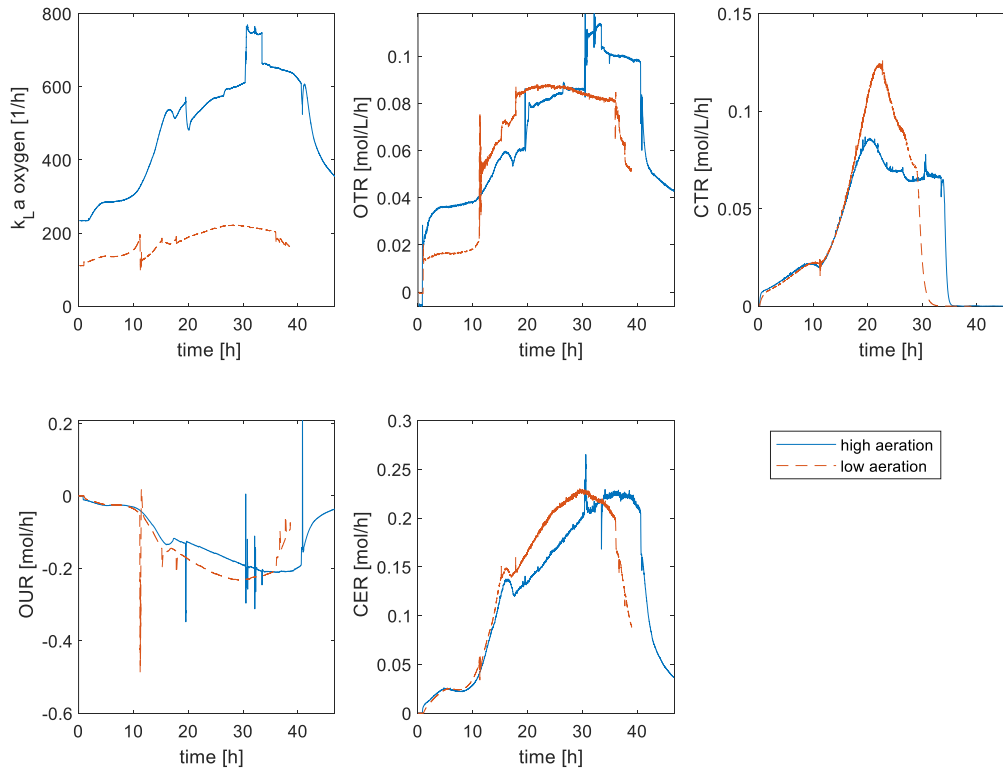 800
600
400
200
0
k_L a oxygen [1/h]
0 10 20 30 40
time [h]
0.1
0.08
0.06
0.04
0.02
0
OTR [mol/L/h]
0 10 20 30 40
time [h]
0.15
0.1
0.05
0
CTR [mol/L/h]
0 10 20 30 40
time [h]
0.2
0
-0.2
-0.4
-0.6
OUR [mol/h]
0 10 20 30 40
time [h]
0.3
0.25
0.2
0.15
0.1
0.05
0
CER [mol/h]
0 10 20 30 40
time [h]
high aeration
low aeration